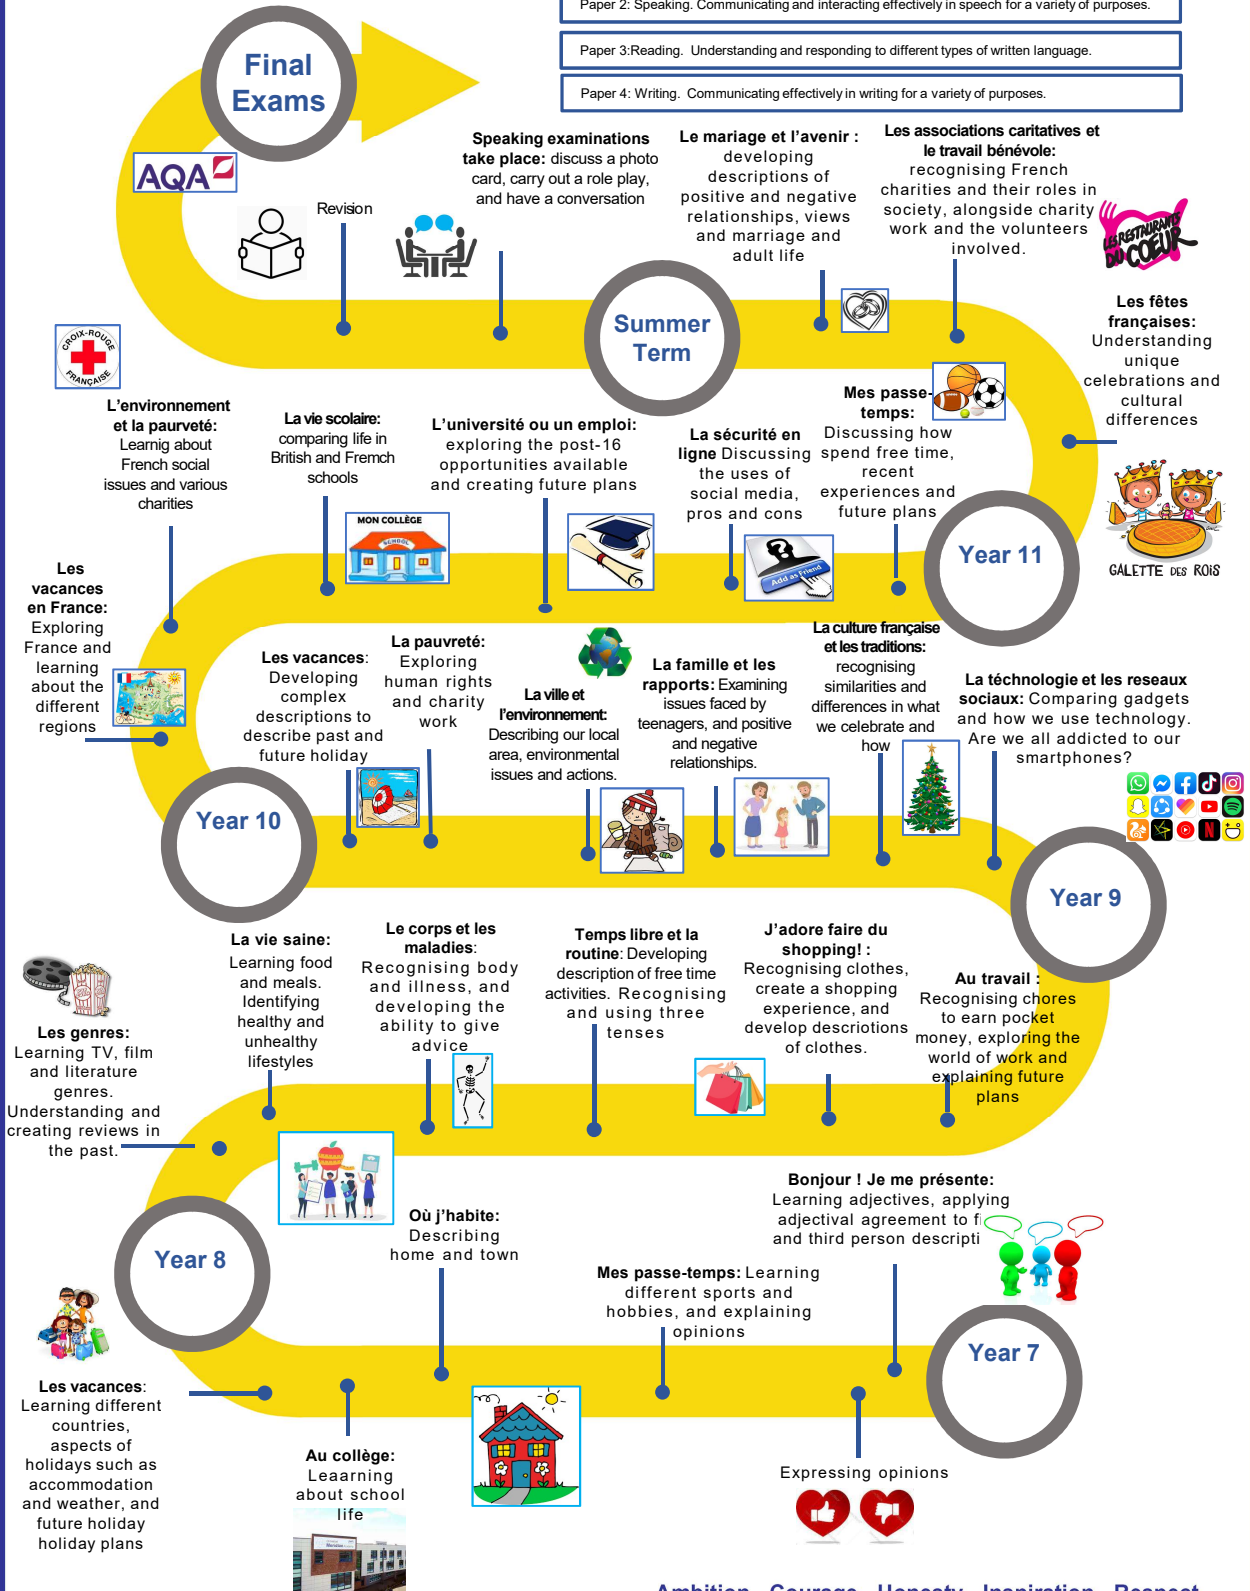 Paper 2: Speaking. Communicating and interacting effectively in speech for a variety of purposes.
Paper 3:Reading. Understanding and responding to different types of written language.
Paper 4: Writing. Communicating effectively in writing for a variety of purposes.
Final
Exams
AQA
Revision
Speaking examinations
take place: discuss a photo
card, carry out a role play,
and have a conversation
Le mariage et l'avenir :
developing
descriptions of
positive and negative
relationships, views
and marriage and
adult life
Les associations caritatives et
le travail bénévole:
recognising French
charities and their roles in
society, alongside charity
work and the volunteers
involved.
LES RESTAURANTS
DU COEUR
Summer
Term
Les fêtes
françaises:
Understanding
unique
celebrations and
cultural
differences
CROIX-ROUGE
FRANÇAISE
L'environnement
et la paurveté:
Learnig about
French social
issues and various
charities
La vie scolaire:
comparing life in
British and Fremch
schools
L'université ou un emploi:
exploring the post-16
opportunities available
and creating future plans
La sécurité en
ligne Discussing
the uses of
social media,
pros and cons
Mes passe-
temps:
Discussing how
spend free time,
recent
experiences and
future plans
MON COLLÈGE
SCHOOL
Add as Friend
Year 11
GALETTE DES ROIS
Les
vacances
en France:
Exploring
France and
learning
about the
different
regions
Les vacances:
Developing
complex
descriptions to
describe past and
future holiday
La pauvreté:
Exploring
human rights
and charity
work
La ville et
l'environnement:
Describing our local
area, environmental
issues and actions.
La famille et les
rapports: Examining
issues faced by
teenagers, and positive
and negative
relationships.
La culture française
et les traditions:
recognising
similarities and
differences in what
we celebrate and
how
La téchnologie et les reseaux
sociaux: Comparing gadgets
and how we use technology.
Are we all addicted to our
smartphones?
Year 10
Year 9
La vie saine:
Learning food
and meals.
Identifying
healthy and
unhealthy
lifestyles
Le corps et les
maladies:
Recognising body
and illness, and
developing the
ability to give
advice
Temps libre et la
routine: Developing
description of free time
activities. Recognising
and using three
tenses
J'adore faire du
shopping! :
Recognising clothes,
create a shopping
experience, and
develop descriotions
of clothes.
Au travail :
Recognising chores
to earn pocket
money, exploring the
world of work and
explaining future
plans
Les genres:
Learning TV, film
and literature
genres.
Understanding and
creating reviews in
the past.
Year 8
Où j'habite:
Describing
home and town
Mes passe-temps: Learning
different sports and
hobbies, and explaining
opinions
Bonjour ! Je me présente:
Learning adjectives, applying
adjectival agreement to fi
and third person descripti
Year 7
Les vacances:
Learning different
countries,
aspects of
holidays such as
accommodation
and weather, and
future holiday
holiday plans
Au collège:
Leaarning
about school
life
Expressing opinions
Ambition Courage Honesty Inspiration Respect